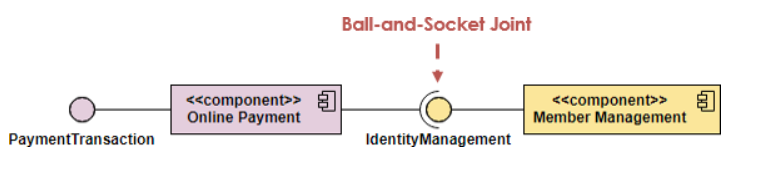 Ball-and-Socket Joint
<<component>>
Online Payment
<<component>>
Member Management
PaymentTransaction
IdentityManagement